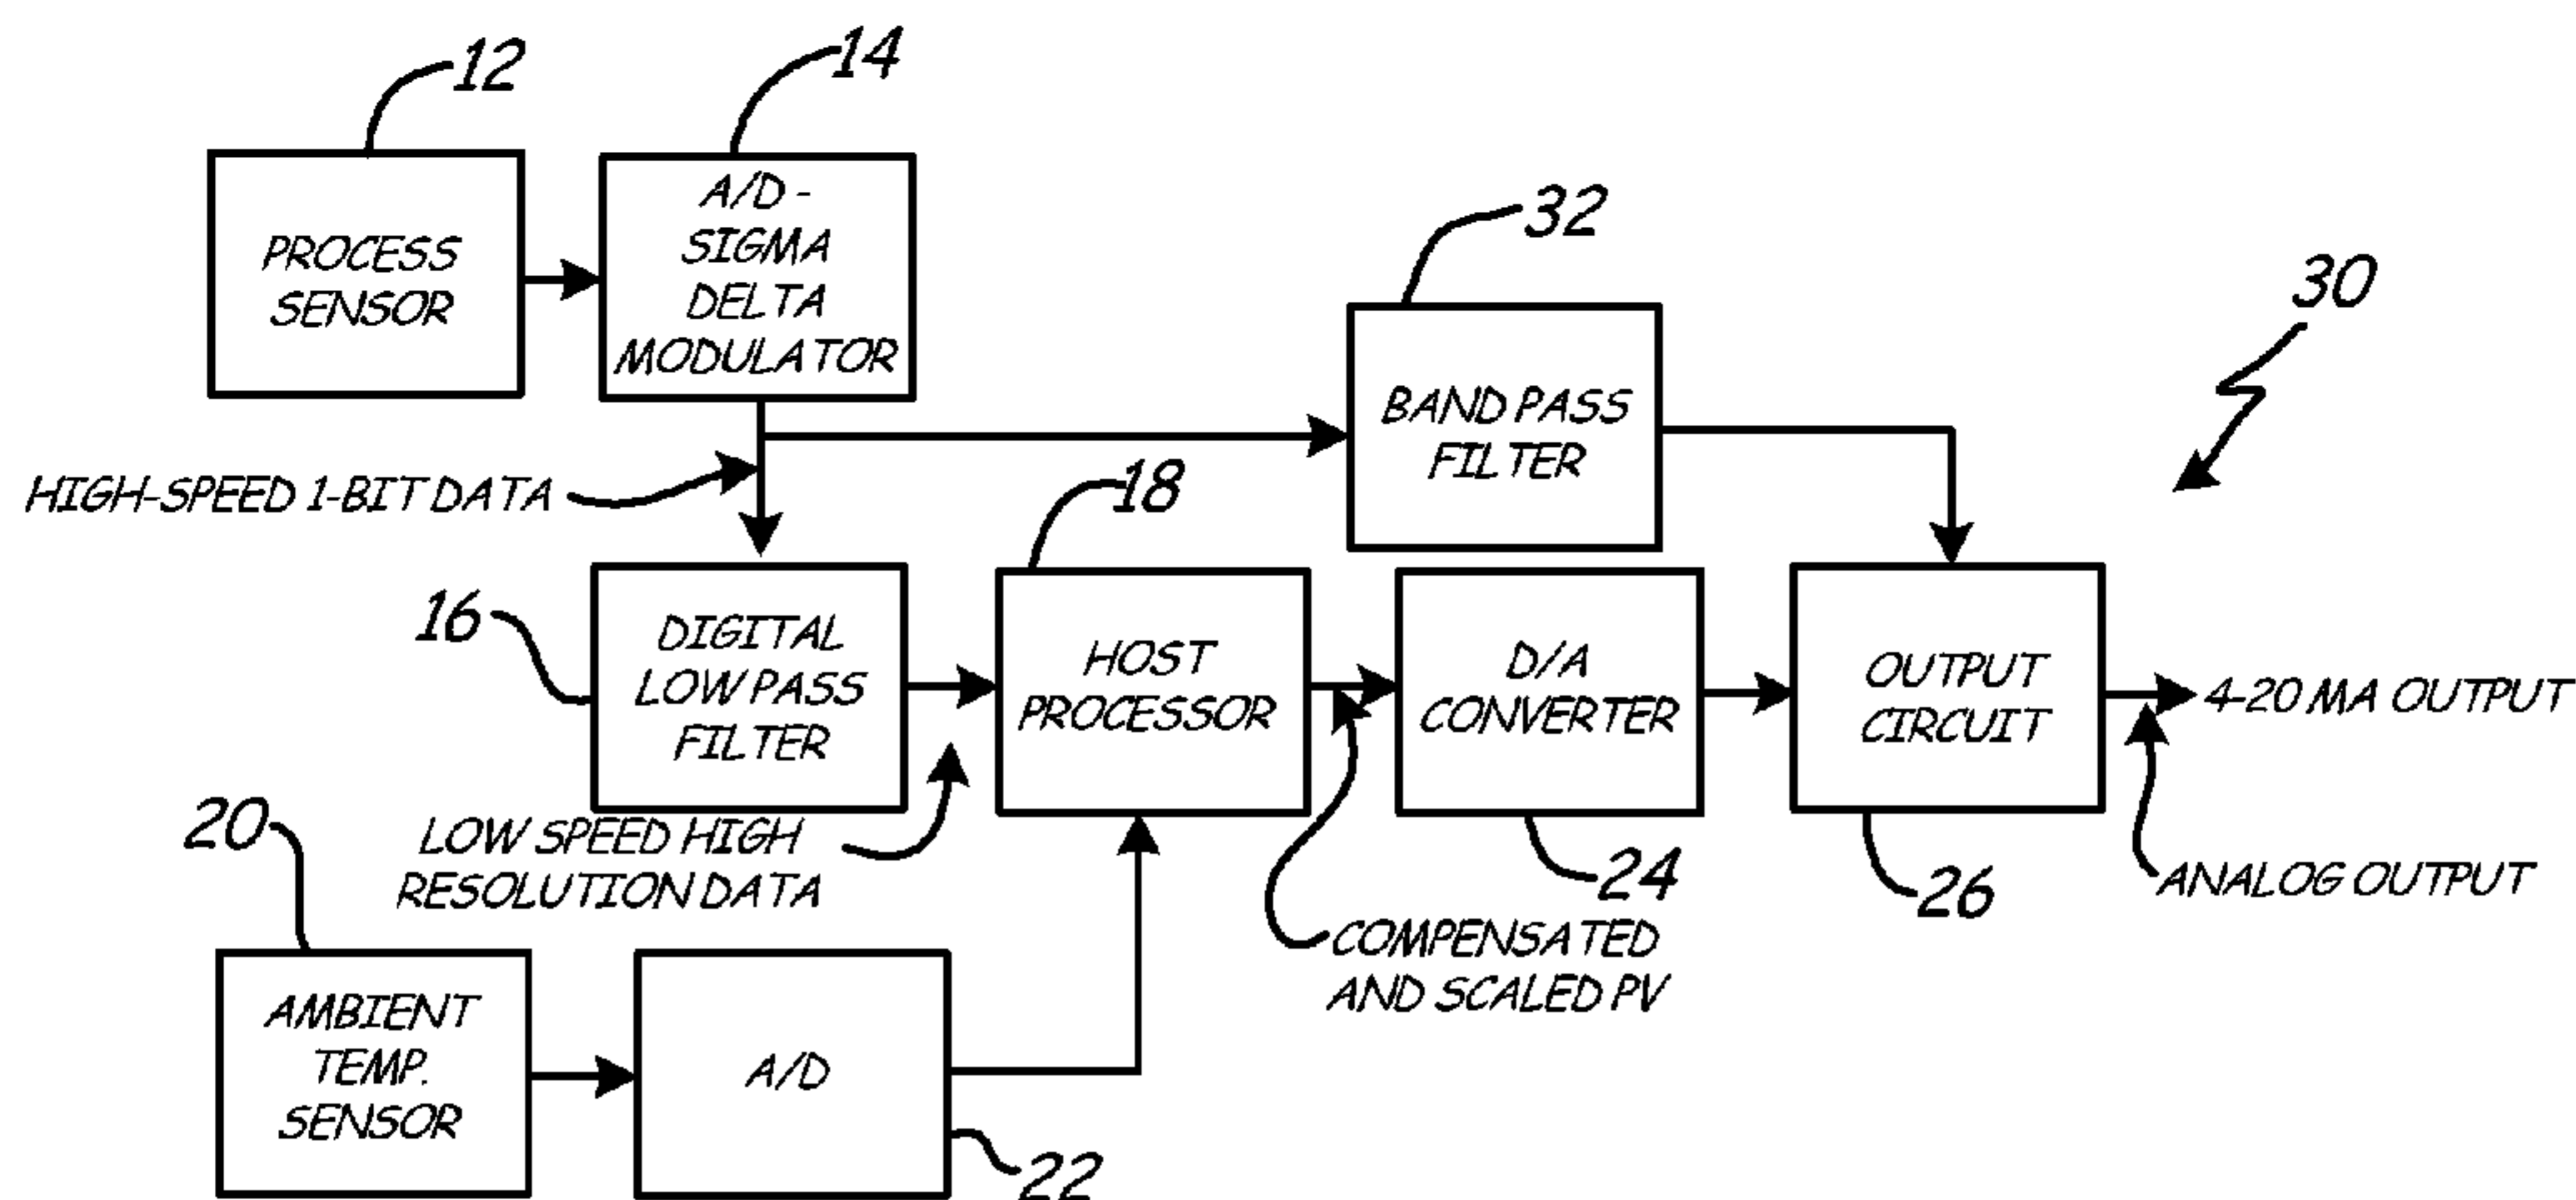 12
14
PROCESS
SENSOR
A/D -
SIGMA
DELTA
MODULATOR
32
30
BAND PASS
FILTER
HIGH-SPEED 1-BIT DATA
18
16
DIGITAL
LOW PASS
FILTER
HOST
PROCESSOR
D/A
CONVERTER
OUTPUT
CIRCUIT
4-20 MA OUTPUT
20
LOW SPEED HIGH
RESOLUTION DATA
24
26
ANALOG OUTPUT
COMPENSATED
AND SCALED PV
AMBIENT
TEMP.
SENSOR
A/D
22